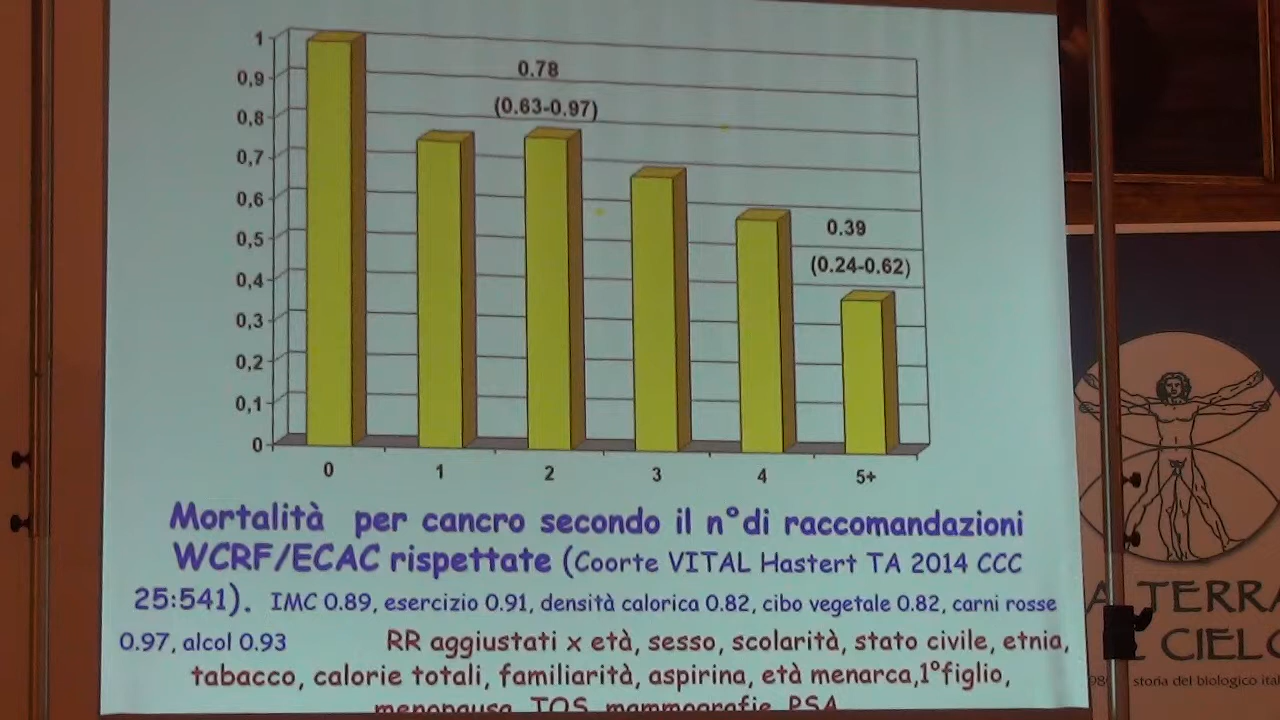 1
0,9
0,8
0,7
0,6
0,5
0,4
0,3
0,2
0,1
0
0.78
(0.63-0.97)
0.39
(0.24-0.62)
0 1 2 3 4 5+
Mortalità per cancro secondo il n°di raccomandazioni
WCRF/ECAC rispettate (Coorte VITAL Hastert TA 2014 CCC
25:541). IMC 0.89, esercizio 0.91, densità calorica 0.82, cibo vegetale 0.82, carni rosse
0.97, alcol 0.93 RR aggiustati x età, sesso, scolarità, stato civile, etnia,
tabacco, calorie totali, familiarità, aspirina, età menarca,1°figlio,
menopausa, TOS, mammografie, PSA
A TERRA
CIELO
storia del biologico